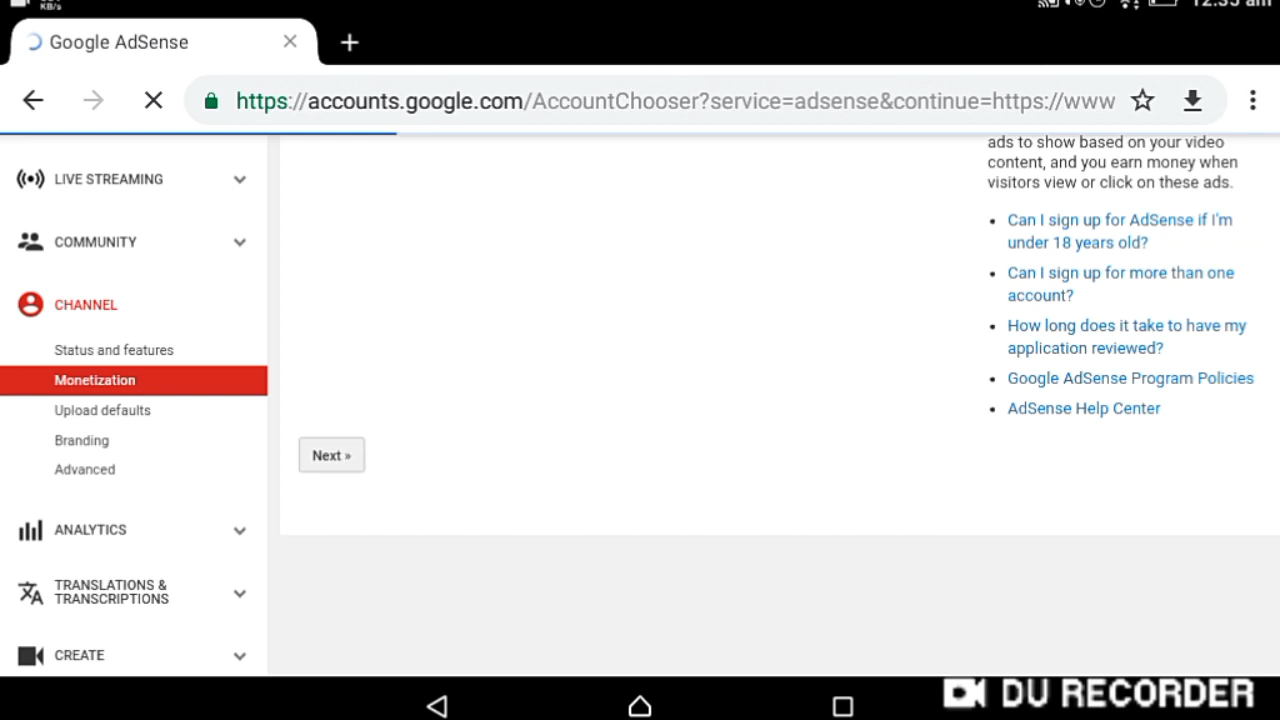 KB/s
12:35 am
Google AdSense
https://accounts.google.com/AccountChooser?service=adsense&continue=https://www
LIVE STREAMING
COMMUNITY
CHANNEL
Status and features
Monetization
Upload defaults
Branding
Advanced
ANALYTICS
TRANSLATIONS &
TRANSCRIPTIONS
CREATE
Next »
ads to show based on your video
content, and you earn money when
visitors view or click on these ads.
• Can I sign up for AdSense if I'm
under 18 years old?
• Can I sign up for more than one
account?
• How long does it take to have my
application reviewed?
• Google AdSense Program Policies
• AdSense Help Center
DU RECORDER